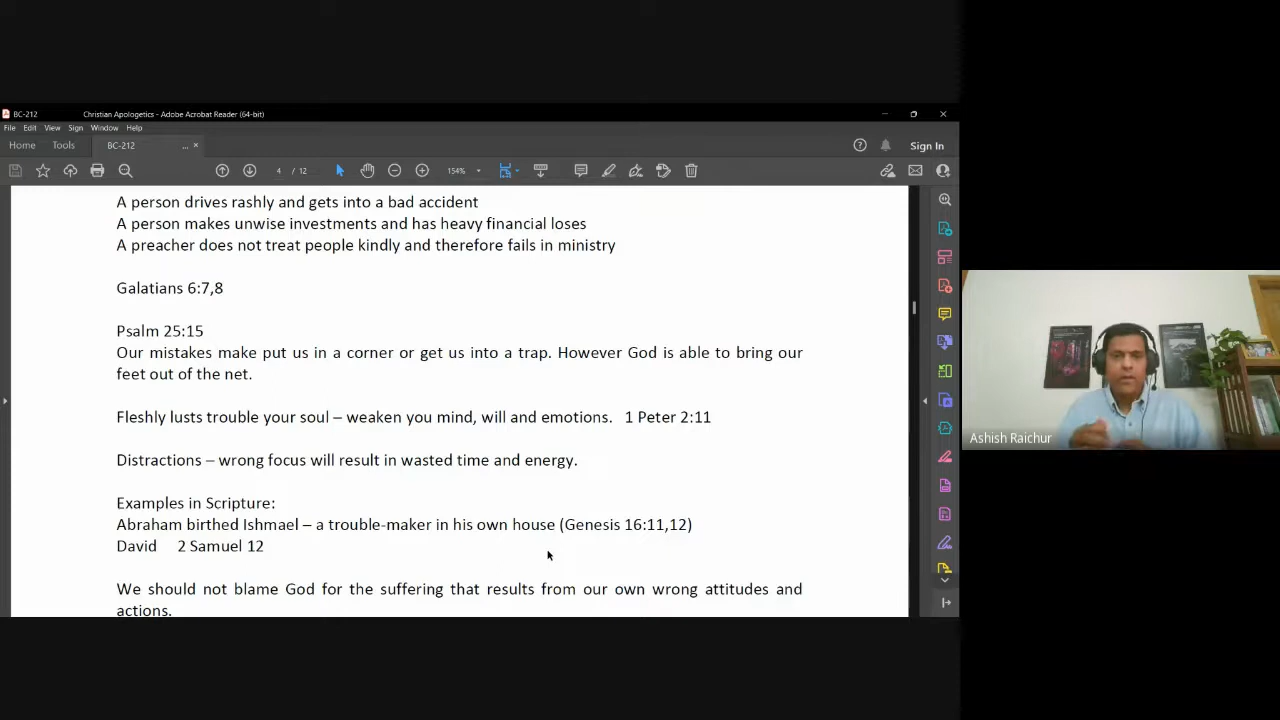 BC-212 Christian Apologetics - Adobe Acrobat Reader (64-bit)
File Edit View Sign Window Help
Home Tools BC-212 ... × Sign In
4 / 12 154%
A person drives rashly and gets into a bad accident
A person makes unwise investments and has heavy financial loses
A preacher does not treat people kindly and therefore fails in ministry
Galatians 6:7,8
Psalm 25:15
Our mistakes make put us in a corner or get us into a trap. However God is able to bring our
feet out of the net.
Fleshly lusts trouble your soul – weaken you mind, will and emotions. 1 Peter 2:11
Distractions – wrong focus will result in wasted time and energy.
Examples in Scripture:
Abraham birthed Ishmael – a trouble-maker in his own house (Genesis 16:11,12)
David 2 Samuel 12
We should not blame God for the suffering that results from our own wrong attitudes and
actions.
Ashish Raichur